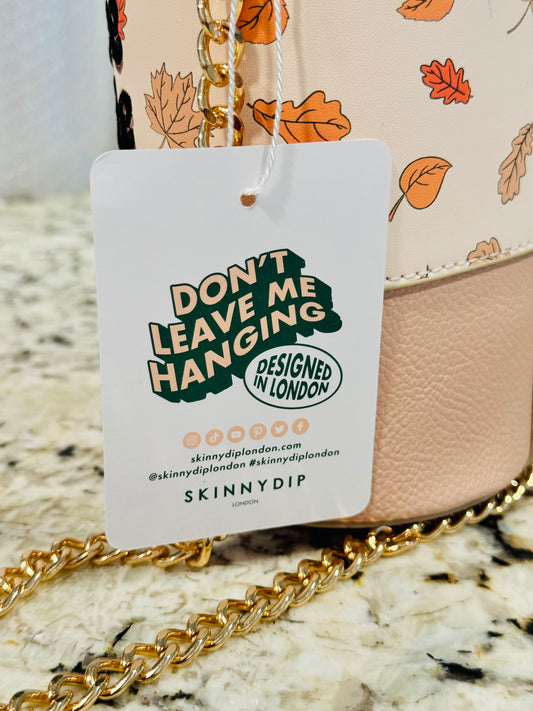 DON'T
LEAVE ME
HANGING
DESIGNED
IN LONDON
skinnydiplondon.com
@skinnydiplondon #skinnydiplondon
SKINNYDIP
LONDON